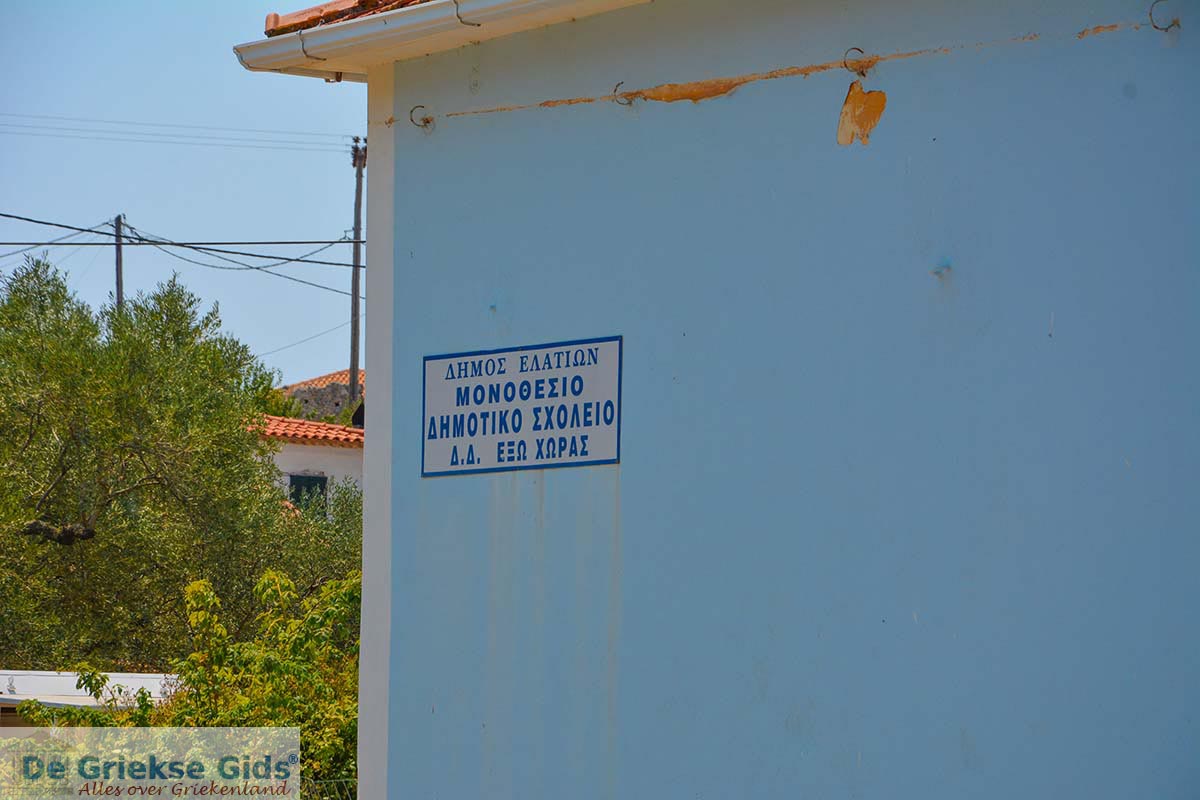 ΔΗΜΟΣ ΕΛΑΤΙΩΝ
ΜΟΝΟΘΕΣΙΟ
ΔΗΜΟΤΙΚΟ ΣΧΟΛΕΙΟ
Δ.Δ. ΕΞΩ ΧΩΡΑΣ
De Griekse Gids®
Alles over Griekenland